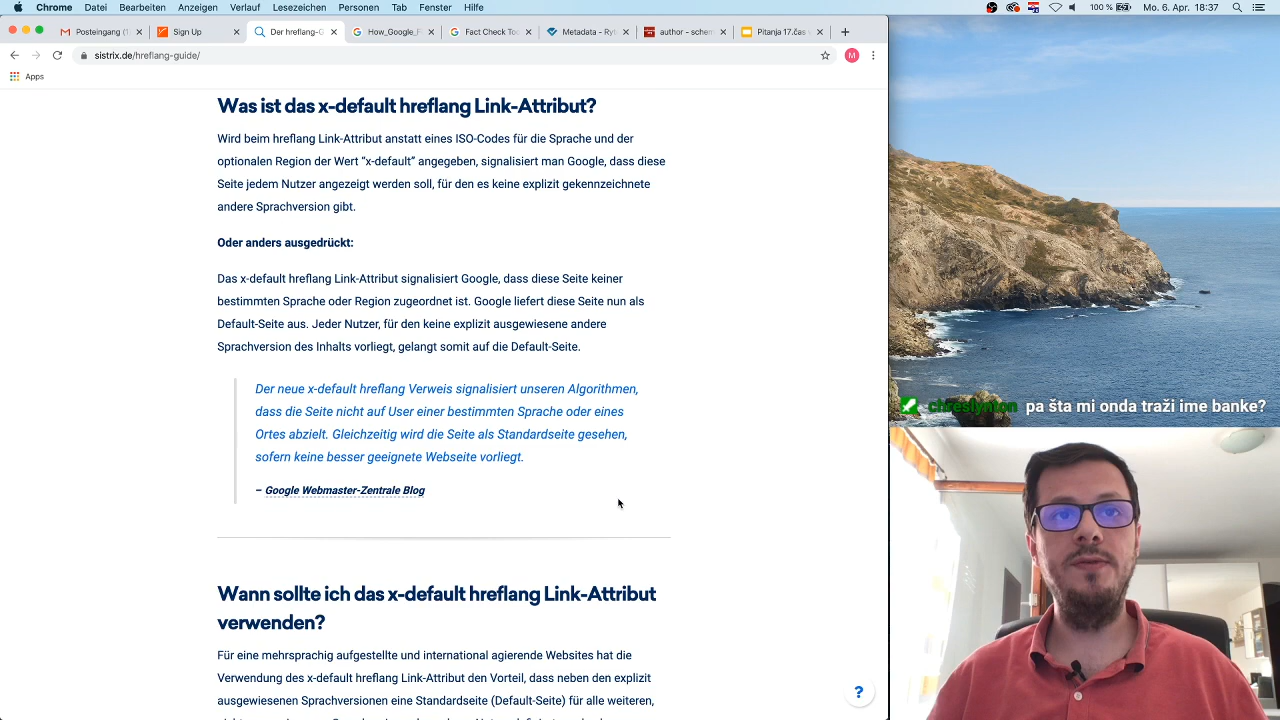 Chrome Datei Bearbeiten Anzeigen Verlauf Lesezeichen Personen Tab Fenster Hilfe 100 % Mo. 6. Apr. 18:37
Posteingang (1 Sign Up Der hreflang-G How_Google_F Fact Check Too Metadata - Ryt author - schem Pitanja 17.čas
sistrix.de/hreflang-guide/
M
Apps
Was ist das x-default hreflang Link-Attribut?
Wird beim hreflang Link-Attribut anstatt eines ISO-Codes für die Sprache und der
optionalen Region der Wert “x-default” angegeben, signalisiert man Google, dass diese
Seite jedem Nutzer angezeigt werden soll, für den es keine explizit gekennzeichnete
andere Sprachversion gibt.
Oder anders ausgedrückt:
Das x-default hreflang Link-Attribut signalisiert Google, dass diese Seite keiner
bestimmten Sprache oder Region zugeordnet ist. Google liefert diese Seite nun als
Default-Seite aus. Jeder Nutzer, für den keine explizit ausgewiesene andere
Sprachversion des Inhalts vorliegt, gelangt somit auf die Default-Seite.
Der neue x-default hreflang Verweis signalisiert unseren Algorithmen,
dass die Seite nicht auf User einer bestimmten Sprache oder eines
Ortes abzielt. Gleichzeitig wird die Seite als Standardseite gesehen,
sofern keine besser geeignete Webseite vorliegt.
– Google Webmaster-Zentrale Blog
Wann sollte ich das x-default hreflang Link-Attribut
verwenden?
Für eine mehrsprachig aufgestellte und international agierende Websites hat die
Verwendung des x-default hreflang Link-Attribut den Vorteil, dass neben den explizit
ausgewiesenen Sprachversionen eine Standardseite (Default-Seite) für alle weiteren,
?
chreslymon pa šta mi onda traži ime banke?